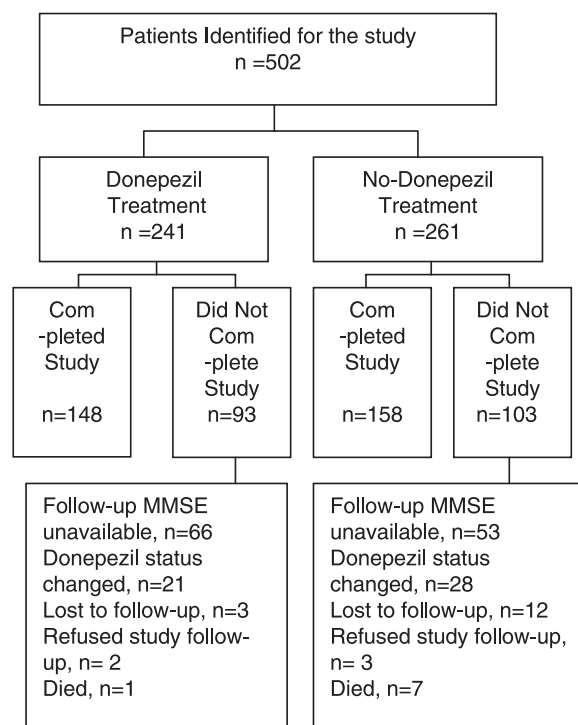 Patients Identified for the study
n =502
Donepezil
Treatment
n =241
No-Donepezil
Treatment
n =261
Com
-pleted
Study
n=148
Did Not
Com
-plete
Study
n=93
Com
-pleted
Study
n=158
Did Not
Com
-plete
Study
n=103
Follow-up MMSE
unavailable, n=66
Donepezil status
changed, n=21
Lost to follow-up, n=3
Refused study follow-
up, n= 2
Died, n=1
Follow-up MMSE
unavailable, n=53
Donepezil status
changed, n=28
Lost to follow-up, n=12
Refused study follow-up,
n= 3
Died, n=7